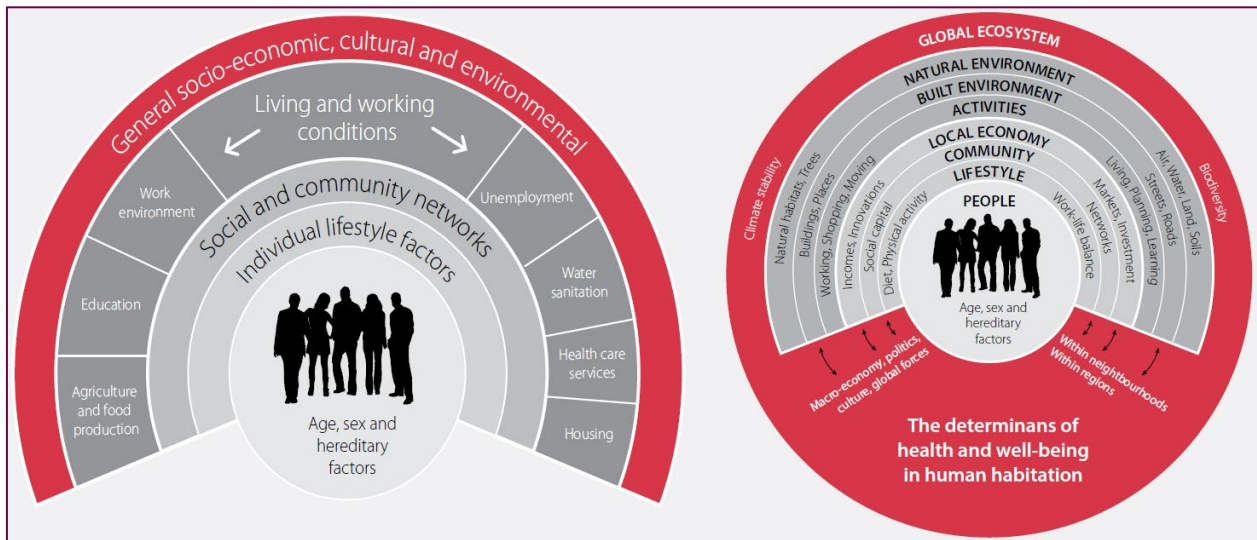 General socio-economic, cultural and environmental
Living and working
conditions
Work
environment
Education
Agriculture
and food
production
Unemployment
Water
sanitation
Health care
services
Housing
Social and community networks
Individual lifestyle factors
Age, sex and
hereditary
factors
GLOBAL ECOSYSTEM
Climate stability
Biodiversity
NATURAL ENVIRONMENT
Natural habitats, Trees
Air, Water, Land, Soils
BUILT ENVIRONMENT
Buildings, Places
Streets, Roads
ACTIVITIES
Working, Shopping, Moving
Living, Planning, Learning
LOCAL ECONOMY
Incomes, Innovations
Markets, Investment
COMMUNITY
Social capital
Networks
LIFESTYLE
Diet, Physical activity
Work-life balance
PEOPLE
Age, sex and
hereditary
factors
Macro-economy, politics,
culture, global forces
Within neighbourhoods
Within regions
The determinans of
health and well-being
in human habitation